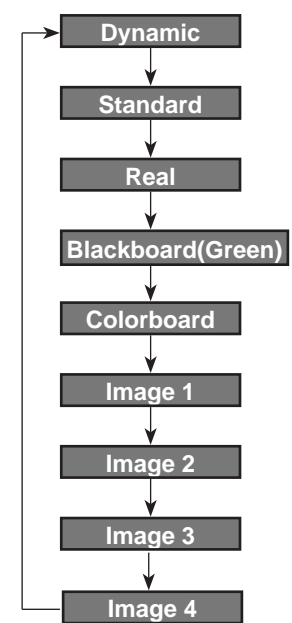 Dynamic
Standard
Real
Blackboard(Green)
Colorboard
Image 1
Image 2
Image 3
Image 4